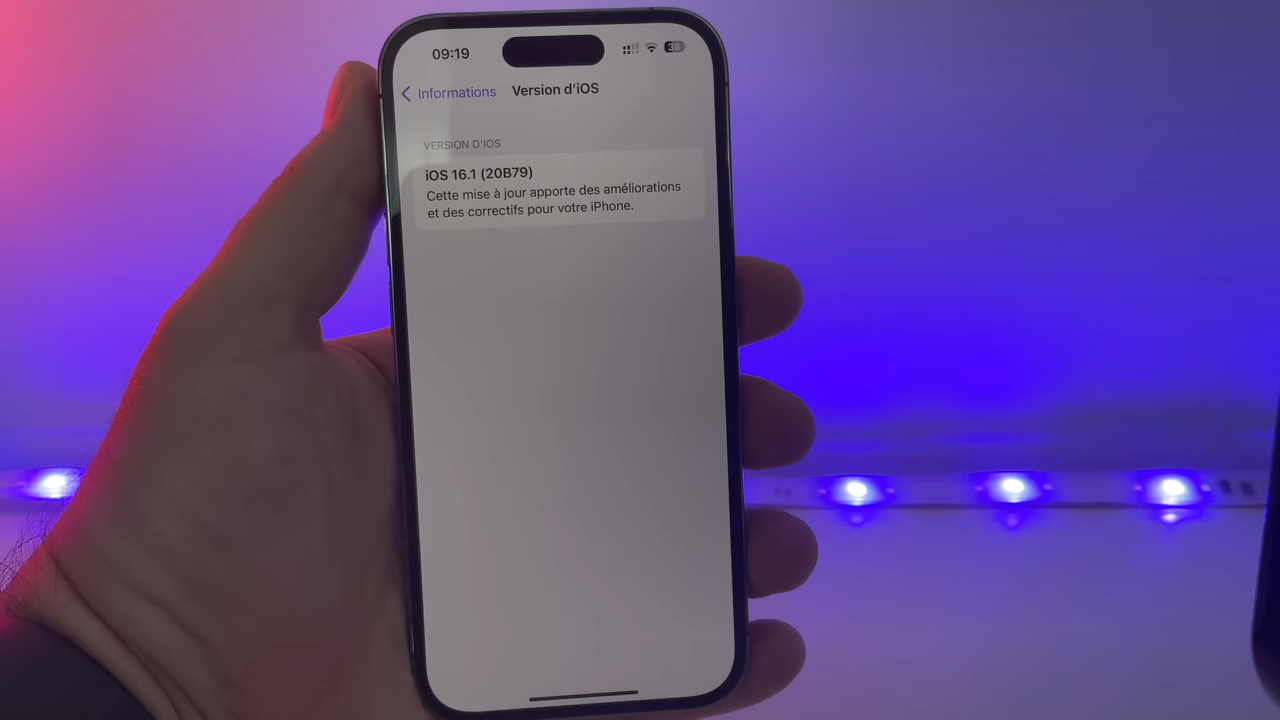 09:19
38
Informations
Version d'iOS
VERSION D'IOS
iOS 16.1 (20B79)
Cette mise à jour apporte des améliorations
et des correctifs pour votre iPhone.